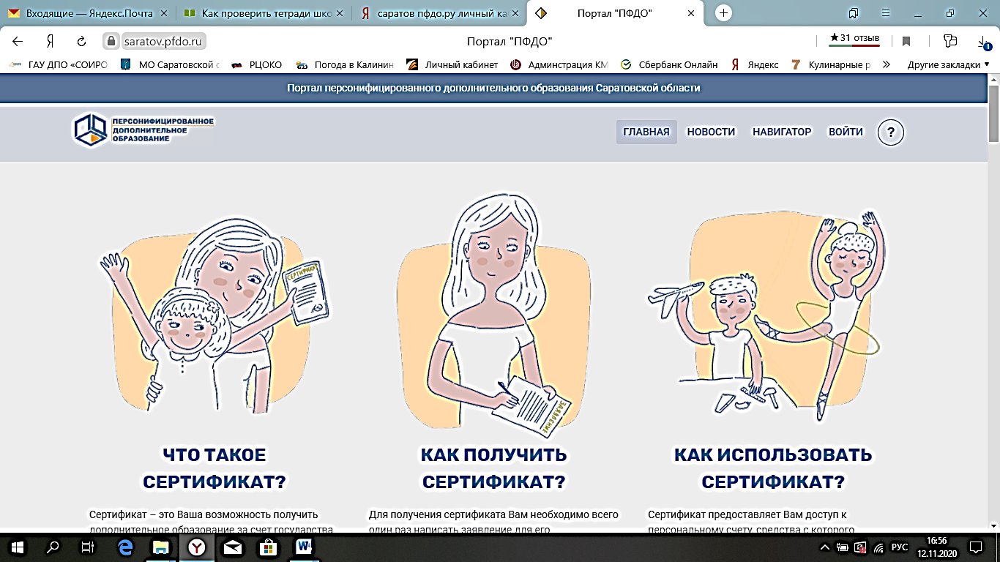 Входящие — Яндекс.Почта
Как проверить тетради шко
саратов пфдо.ру личный ка
Портал "ПФДО"
saratov.pfdo.ru
Портал "ПФДО"
★31 отзыв
1
ГАУ ДПО «СОИРО
МО Саратовской с
РЦОКО
Погода в Калинин
Личный кабинет
Админстрация КМ
Сбербанк Онлайн
Яндекс
Кулинарные р
Другие закладки
Портал персонифицированного дополнительного образования Саратовской области
ПЕРСОНИФИЦИРОВАННОЕ
ДОПОЛНИТЕЛЬНОЕ
ОБРАЗОВАНИЕ
ГЛАВНАЯ
НОВОСТИ
НАВИГАТОР
ВОЙТИ
?
СЕРТИФИКАТ
ЗАЯВЛЕНИЕ
ЧТО ТАКОЕ
СЕРТИФИКАТ?
Сертификат – это Ваша возможность получить
дополнительное образование за счет государства
КАК ПОЛУЧИТЬ
СЕРТИФИКАТ?
Для получения сертификата Вам необходимо всего
один раз написать заявление для его
КАК ИСПОЛЬЗОВАТЬ
СЕРТИФИКАТ?
Сертификат предоставляет Вам доступ к
персональному счету, средства с которого
РУС
16:56
12.11.2020